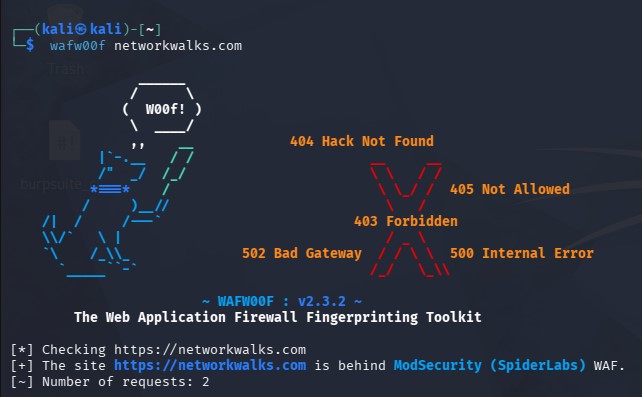 (kali㉿kali)-[~]
$ wafw00f networkwalks.com
Trash
( W00f! )
404 Hack Not Found
405 Not Allowed
403 Forbidden
502 Bad Gateway 500 Internal Error
~ WAFW00F : v2.3.2 ~
The Web Application Firewall Fingerprinting Toolkit
[*] Checking https://networkwalks.com
[+] The site https://networkwalks.com is behind ModSecurity (SpiderLabs) WAF.
[~] Number of requests: 2